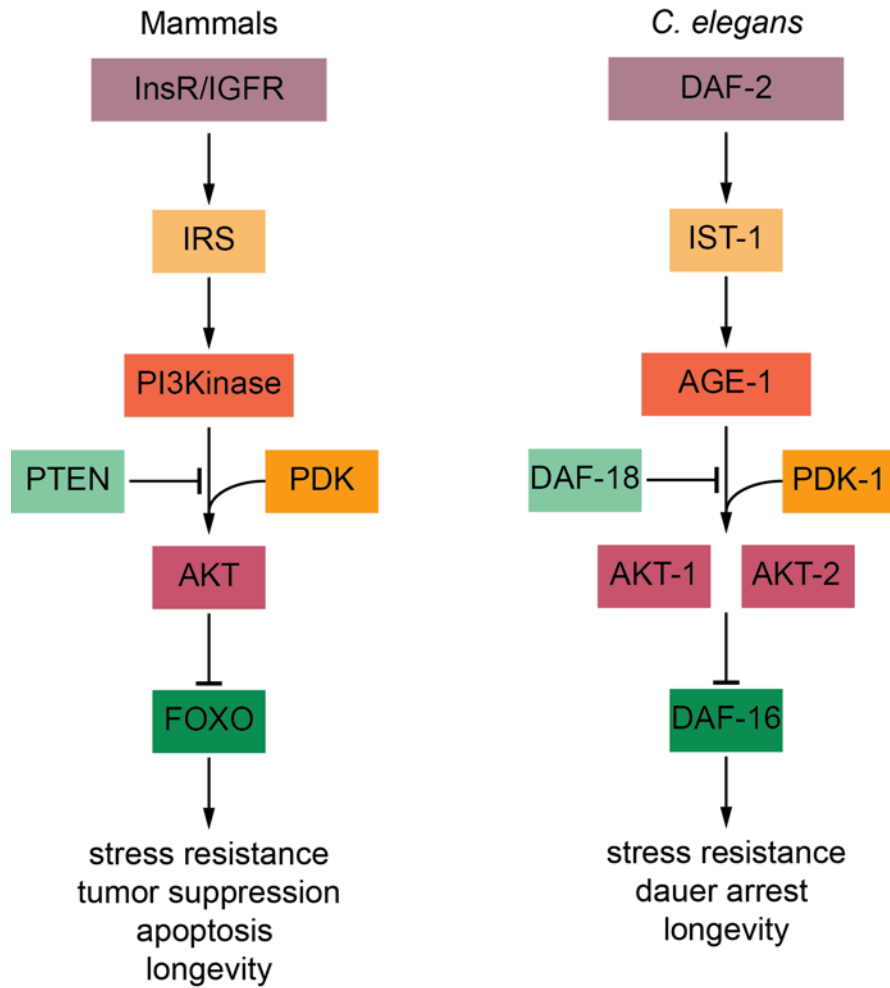 Mammals
InsR/IGFR
IRS
PI3Kinase
PTEN
PDK
AKT
FOXO
stress resistance
tumor suppression
apoptosis
longevity
C. elegans
DAF-2
IST-1
AGE-1
DAF-18
PDK-1
AKT-1
AKT-2
DAF-16
stress resistance
dauer arrest
longevity